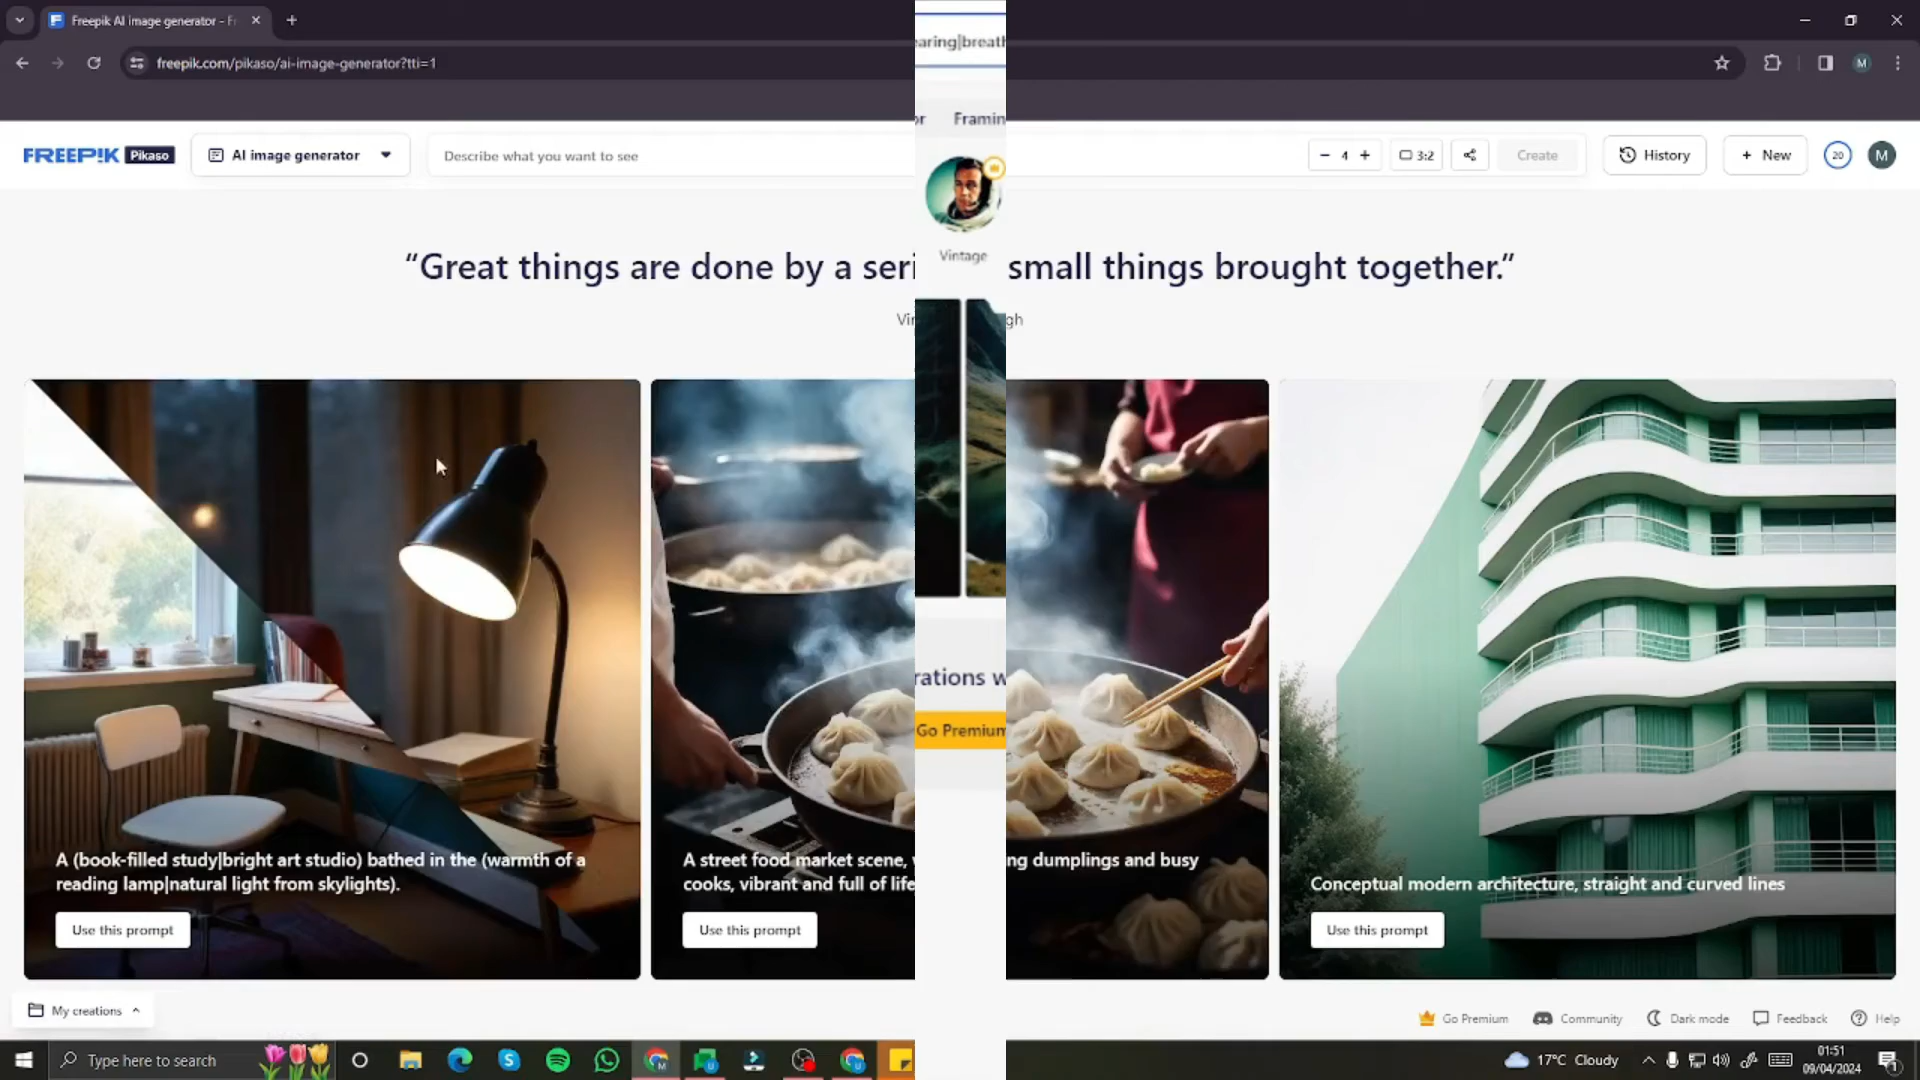 Freepik AI image generator - Fr
freepik.com/pikaso/ai-image-generator?tti=1
FREEP!K Pikaso
AI image generator
Describe what you want to see
4
3:2
Create
History
New
20
M
M
earing|breath
or Framin
Vintage
"Great things are done by a seri
small things brought together."
Vin
gh
A (book-filled study|bright art studio) bathed in the (warmth of a
reading lamp|natural light from skylights).
Use this prompt
A street food market scene,
ng dumplings and busy
cooks, vibrant and full of life
Use this prompt
rations w
Go Premium
Conceptual modern architecture, straight and curved lines
Use this prompt
My creations
Go Premium
Community
Dark mode
Feedback
Help
Type here to search
17°C Cloudy
01:51
09/04/2024